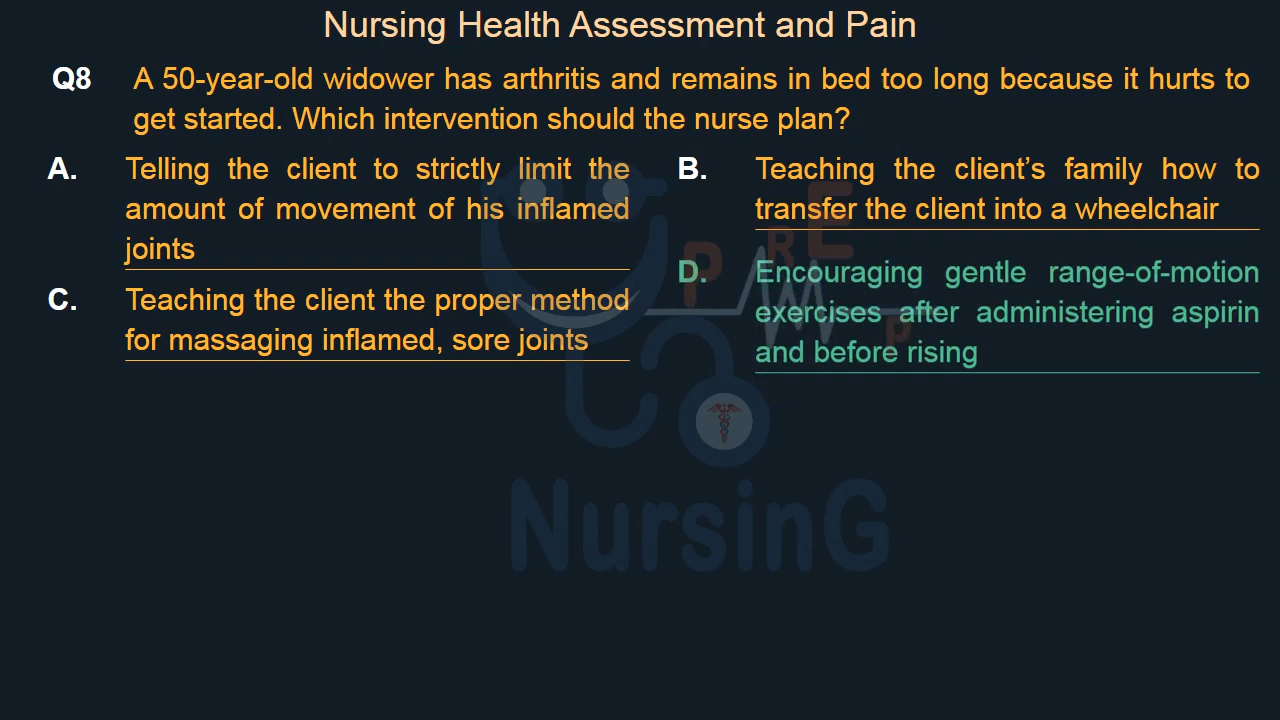 Nursing Health Assessment and Pain
Q8 A 50-year-old widower has arthritis and remains in bed too long because it hurts to
get started. Which intervention should the nurse plan?
A. Telling the client to strictly limit the
amount of movement of his inflamed
joints
B. Teaching the client’s family how to
transfer the client into a wheelchair
C. Teaching the client the proper method
for massaging inflamed, sore joints
D. Encouraging gentle range-of-motion
exercises after administering aspirin
and before rising
PREP
NursinG